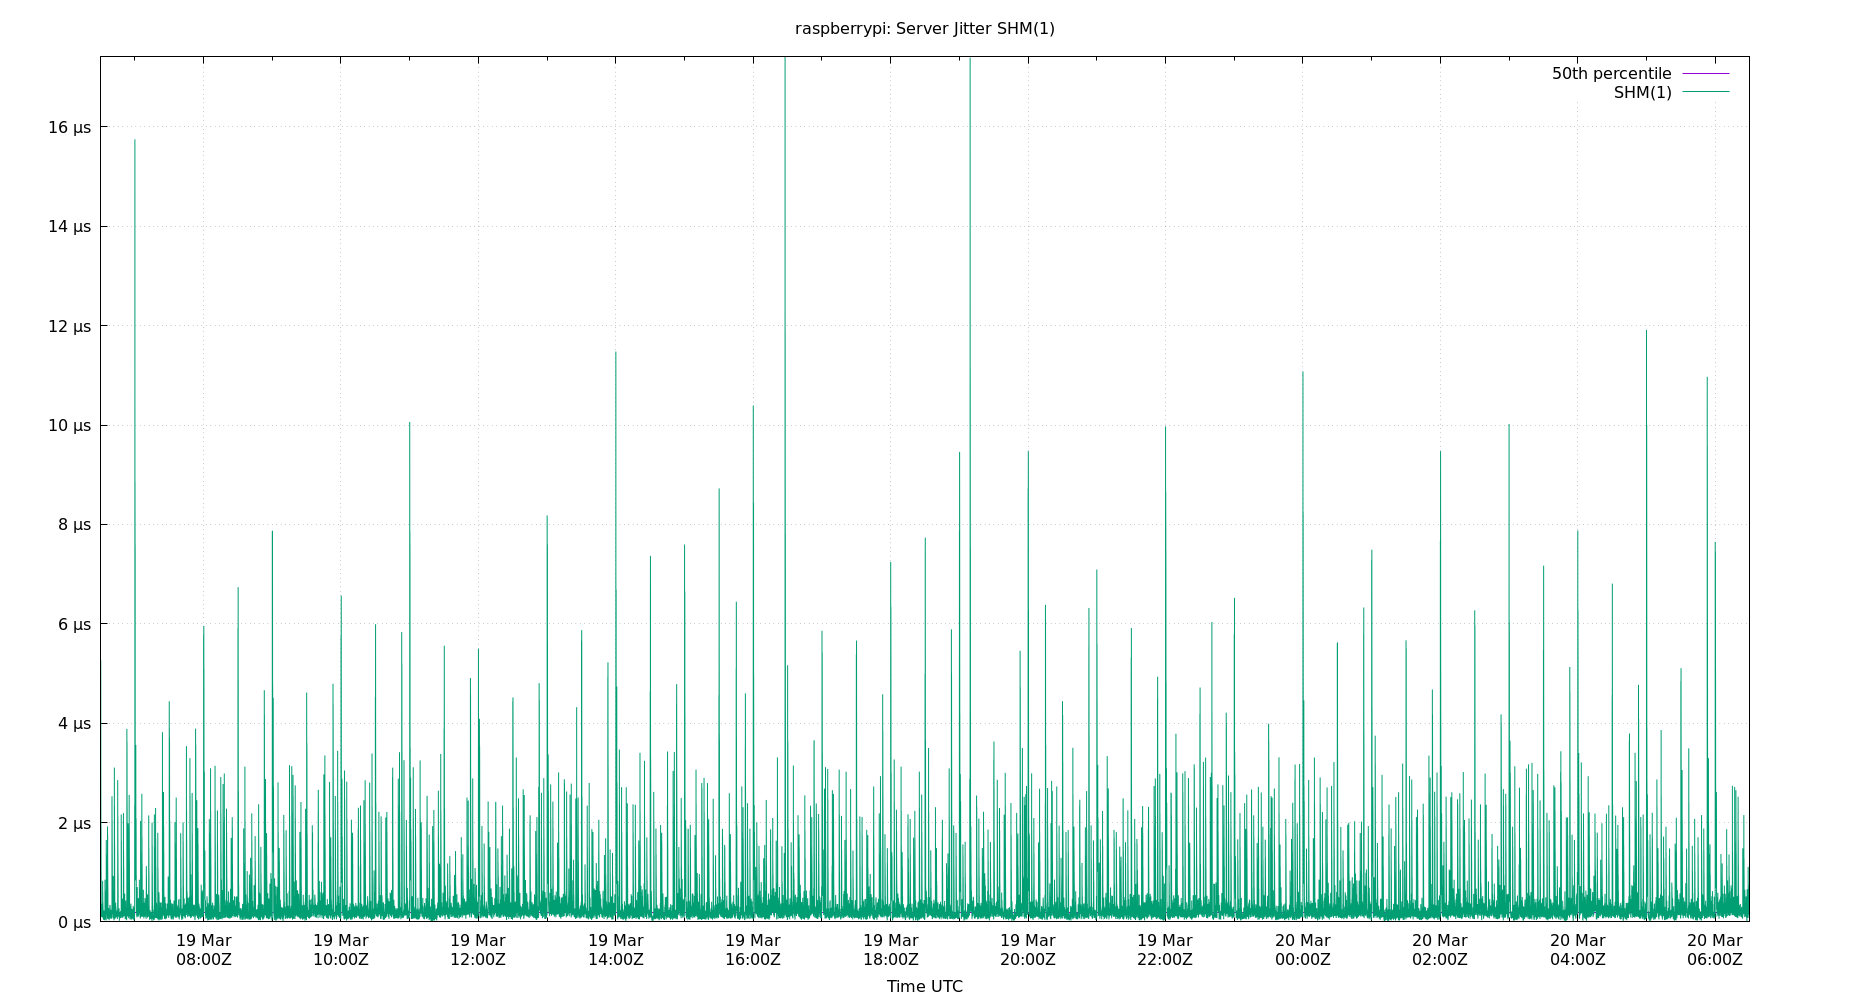 raspberrypi: Server Jitter SHM(1)
50th percentile
SHM(1)
16 µs
14 µs
12 µs
10 µs
8 µs
6 µs
4 µs
2 µs
0 µs
19 Mar 19 Mar 19 Mar 19 Mar 19 Mar 19 Mar 19 Mar 19 Mar 20 Mar 20 Mar 20 Mar 20 Mar
08:00Z 10:00Z 12:00Z 14:00Z 16:00Z 18:00Z 20:00Z 22:00Z 00:00Z 02:00Z 04:00Z 06:00Z
Time UTC